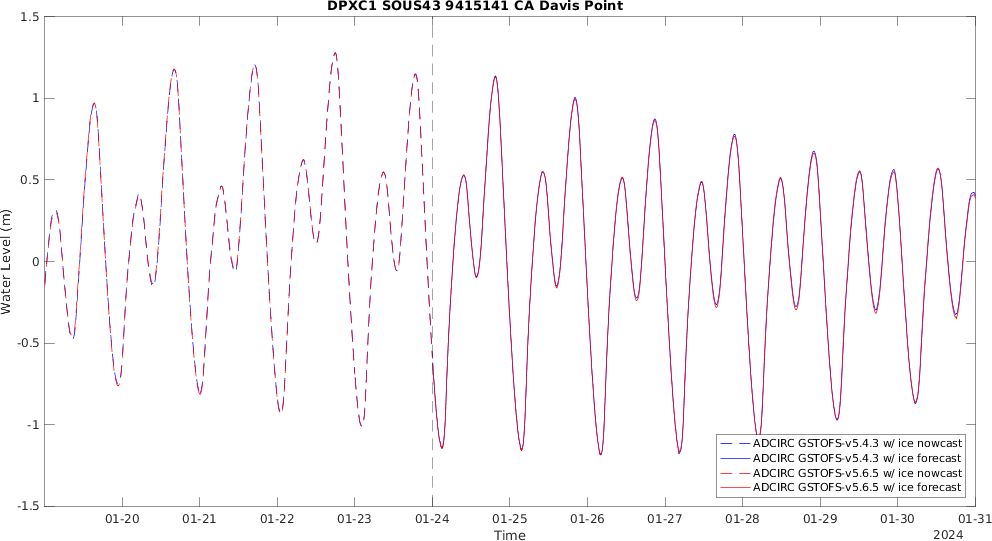 DPXC1 SOUS43 9415141 CA Davis Point
1.5
1
0.5
0
-0.5
-1
-1.5
Water Level (m)
01-20 01-21 01-22 01-23 01-24 01-25 01-26 01-27 01-28 01-29 01-30 01-31
Time
2024
ADCIRC GSTOFS-v5.4.3 w/ ice nowcast
ADCIRC GSTOFS-v5.4.3 w/ ice forecast
ADCIRC GSTOFS-v5.6.5 w/ ice nowcast
ADCIRC GSTOFS-v5.6.5 w/ ice forecast